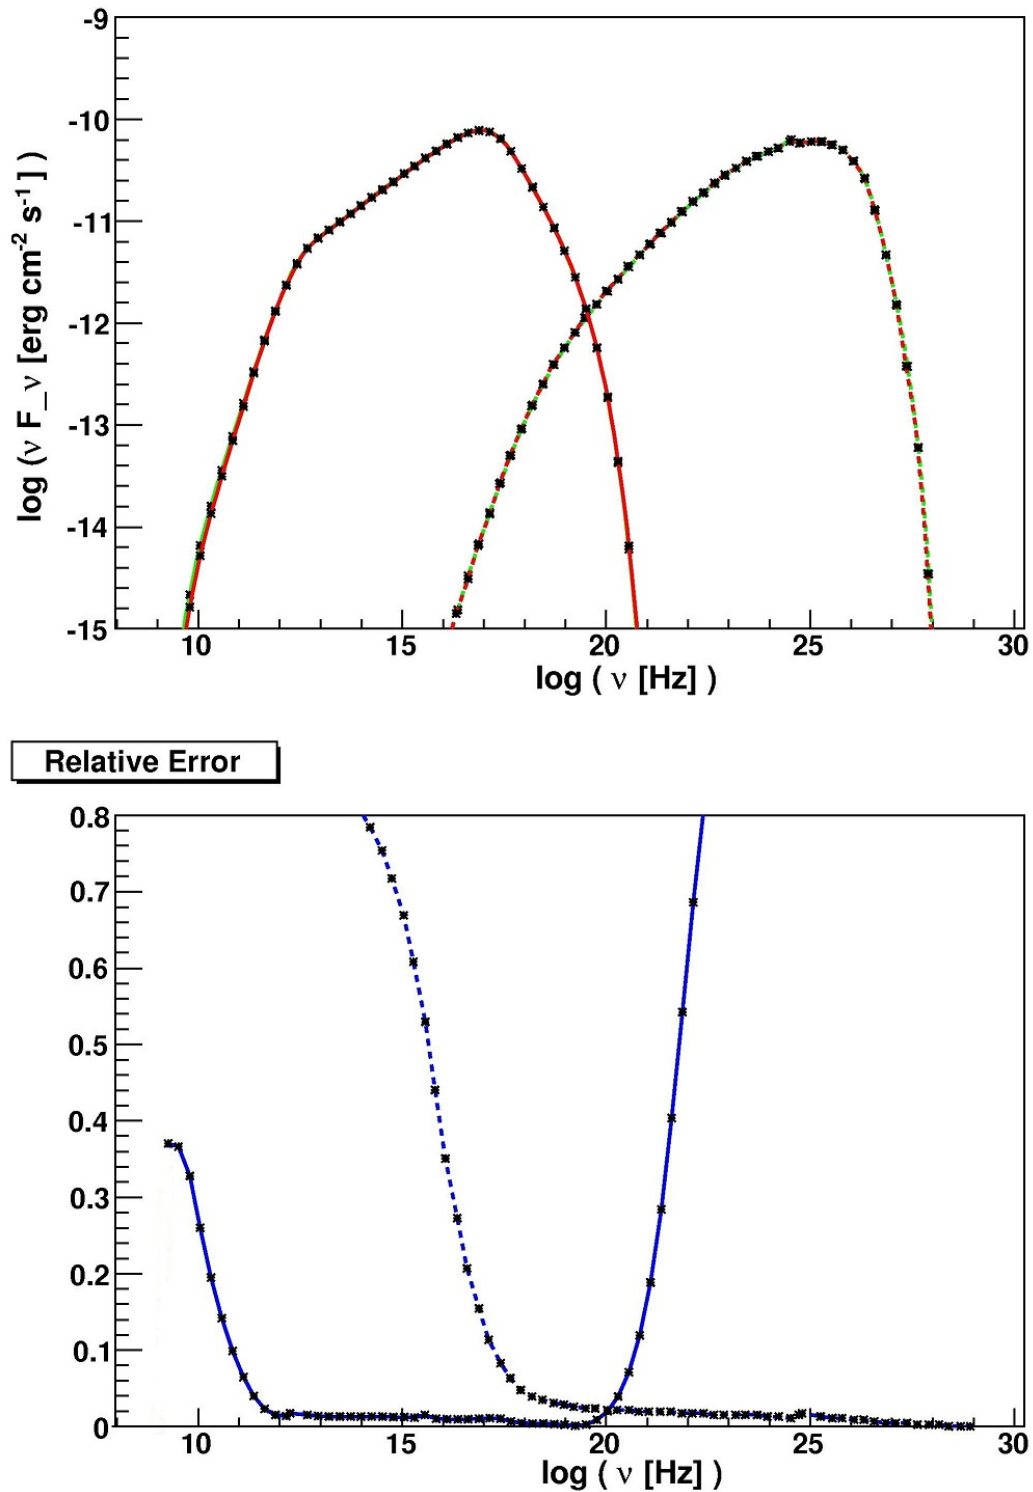 -9
-10
-11
-12
-13
-14
-15
log (ν F_ν [erg cm-2 s-1] )
10 15 20 25 30
log ( ν [Hz] )
Relative Error
0.8
0.7
0.6
0.5
0.4
0.3
0.2
0.1
0
10 15 20 25 30
log ( ν [Hz] )